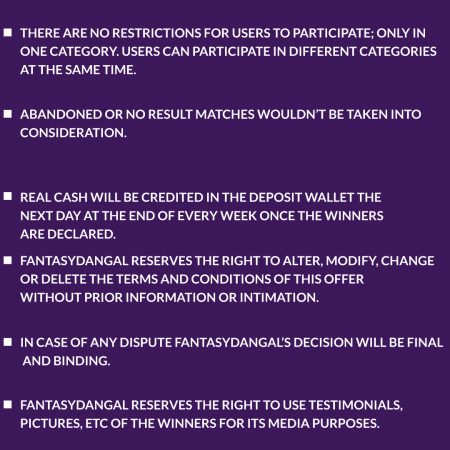 THERE ARE NO RESTRICTIONS FOR USERS TO PARTICIPATE; ONLY IN
ONE CATEGORY. USERS CAN PARTICIPATE IN DIFFERENT CATEGORIES
AT THE SAME TIME.
ABANDONED OR NO RESULT MATCHES WOULDN'T BE TAKEN INTO
CONSIDERATION.
REAL CASH WILL BE CREDITED IN THE DEPOSIT WALLET THE
NEXT DAY AT THE END OF EVERY WEEK ONCE THE WINNERS
ARE DECLARED.
FANTASYDANGAL RESERVES THE RIGHT TO ALTER, MODIFY, CHANGE
OR DELETE THE TERMS AND CONDITIONS OF THIS OFFER
WITHOUT PRIOR INFORMATION OR INTIMATION.
IN CASE OF ANY DISPUTE FANTASYDANGAL'S DECISION WILL BE FINAL
AND BINDING.
FANTASYDANGAL RESERVES THE RIGHT TO USE TESTIMONIALS,
PICTURES, ETC OF THE WINNERS FOR ITS MEDIA PURPOSES.